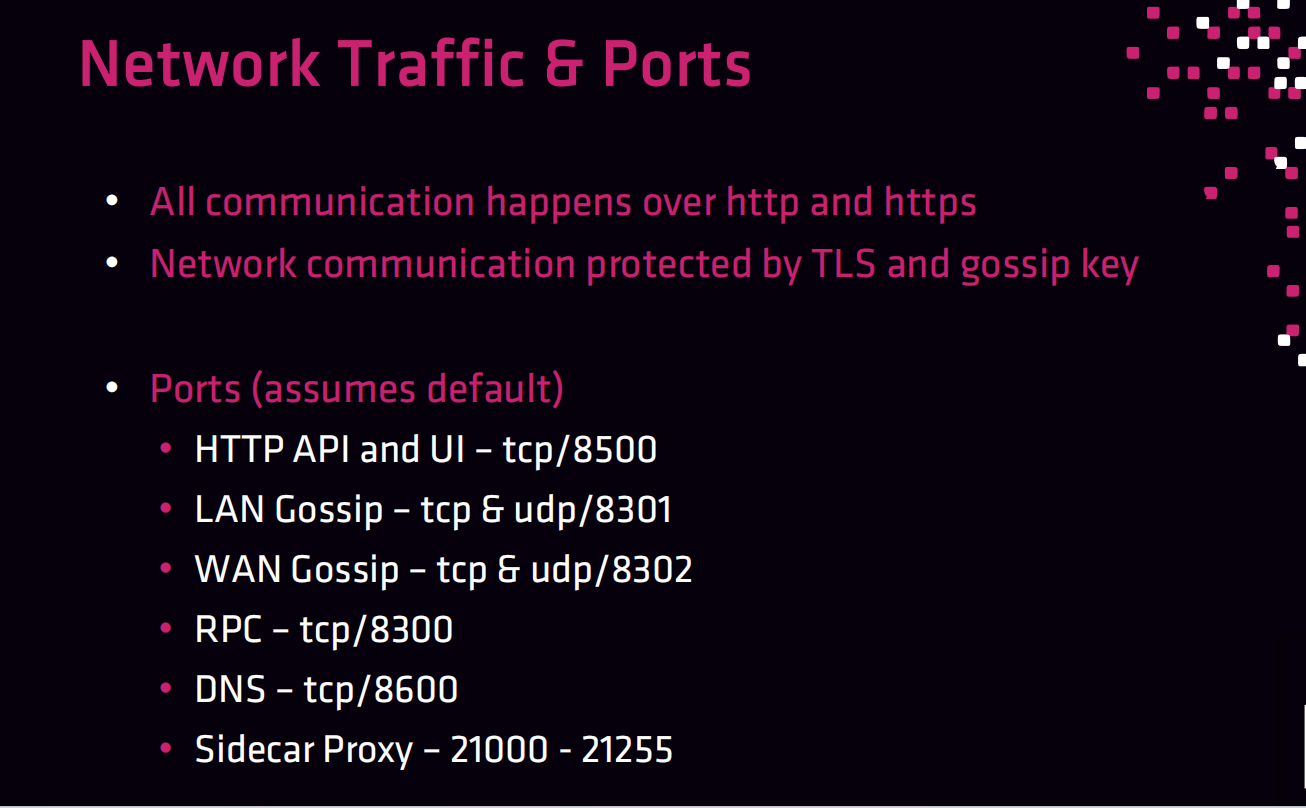 Network Traffic & Ports
• All communication happens over http and https
• Network communication protected by TLS and gossip key
• Ports (assumes default)
• HTTP API and UI – tcp/8500
• LAN Gossip – tcp & udp/8301
• WAN Gossip – tcp & udp/8302
• RPC – tcp/8300
• DNS – tcp/8600
• Sidecar Proxy – 21000 - 21255